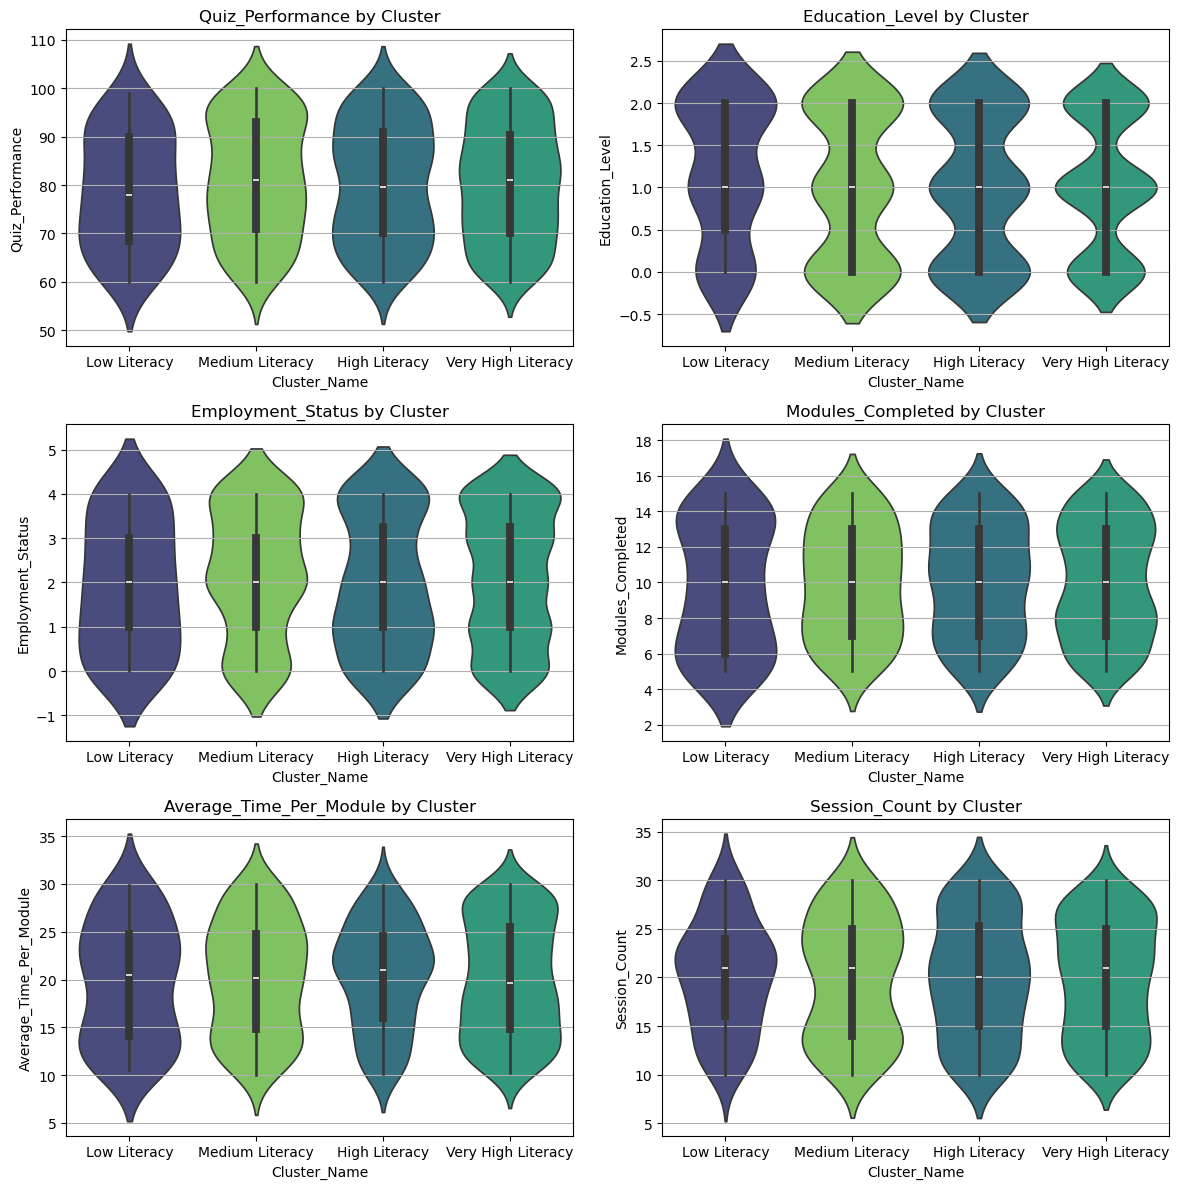 Quiz_Performance by Cluster
Quiz_Performance
110
100
90
80
70
60
50
Low Literacy Medium Literacy High Literacy Very High Literacy
Cluster_Name
Education_Level by Cluster
Education_Level
2.5
2.0
1.5
1.0
0.5
0.0
−0.5
Low Literacy Medium Literacy High Literacy Very High Literacy
Cluster_Name
Employment_Status by Cluster
Employment_Status
5
4
3
2
1
0
−1
Low Literacy Medium Literacy High Literacy Very High Literacy
Cluster_Name
Modules_Completed by Cluster
Modules_Completed
18
16
14
12
10
8
6
4
2
Low Literacy Medium Literacy High Literacy Very High Literacy
Cluster_Name
Average_Time_Per_Module by Cluster
Average_Time_Per_Module
35
30
25
20
15
10
5
Low Literacy Medium Literacy High Literacy Very High Literacy
Cluster_Name
Session_Count by Cluster
Session_Count
35
30
25
20
15
10
5
Low Literacy Medium Literacy High Literacy Very High Literacy
Cluster_Name